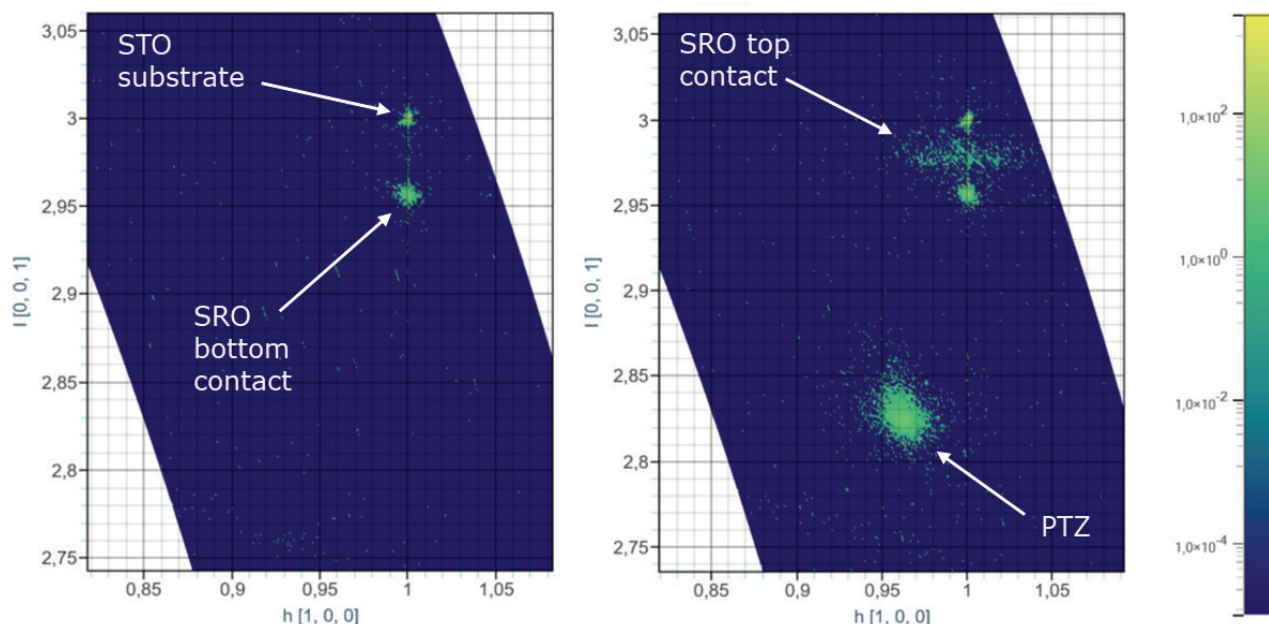 3,05
3
2,95
2,9
2,85
2,8
2,75
l [0, 0, 1]
0,85
0,9
0,95
1
1,05
h [1, 0, 0]
STO
substrate
SRO
bottom
contact
3,05
3
2,95
2,9
2,85
2,8
2,75
l [0, 0, 1]
0,85
0,9
0,95
1
1,05
h [1, 0, 0]
SRO top
contact
PTZ
1,0×10²
1,0×10⁰
1,0×10⁻²
1,0×10⁻⁴